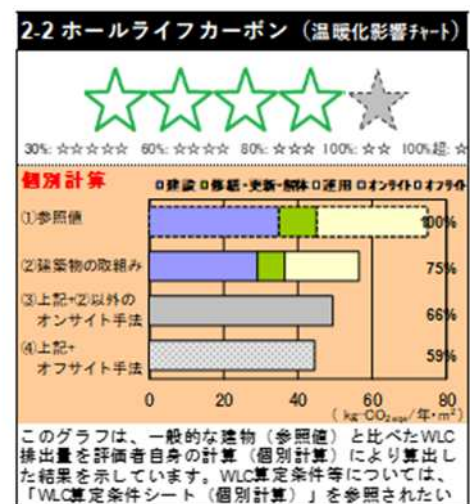 2-2 ホールライフカーボン（温暖化影響ﾁｬｰﾄ）
30%: ☆☆☆☆☆ 60%: ☆☆☆☆ 80%: ☆☆☆ 100%: ☆☆ 100%超: ☆
個別計算
建設 修繕・更新・解体 運用 オンサイト オフサイト
①参照値
100%
②建築物の取組み
75%
③上記+②以外の
オンサイト手法
66%
④上記+
オフサイト手法
59%
0 20 40 60 80
( kg-CO2eqv/年・m²)
このグラフは、一般的な建物（参照値）と比べたWLC
排出量を評価者自身の計算（個別計算）により算出し
た結果を示しています。WLC算定条件等については、
「WLC算定条件シート（個別計算）」を参照されたい